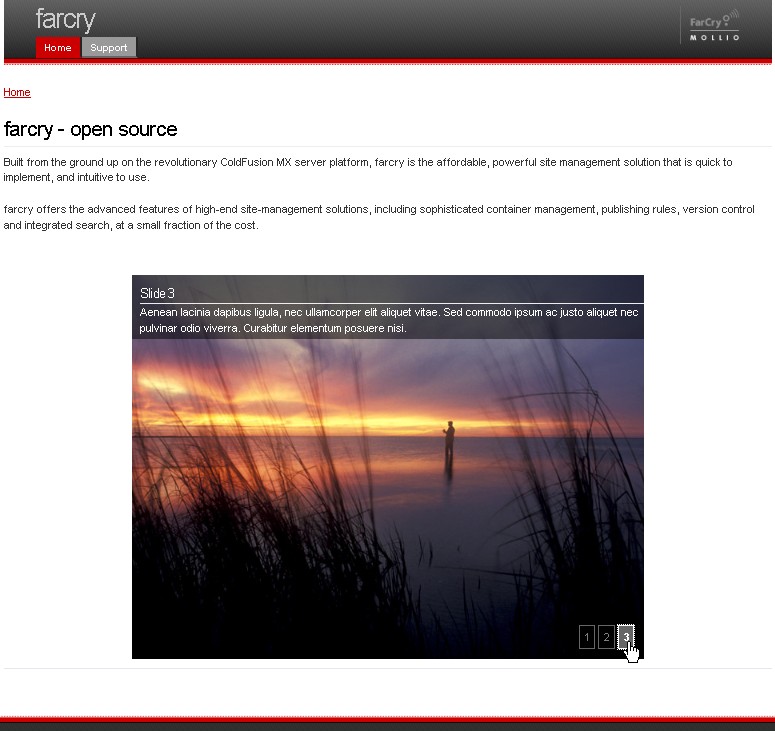 farcry
FarCry
MOLLIO
Home
Support
Home
farcry - open source
Built from the ground up on the revolutionary ColdFusion MX server platform, farcry is the affordable, powerful site management solution that is quick to
implement, and intuitive to use.
farcry offers the advanced features of high-end site-management solutions, including sophisticated container management, publishing rules, version control
and integrated search, at a small fraction of the cost.
Slide 3
Aenean lacinia dapibus ligula, nec ullamcorper elit aliquet vitae. Sed commodo ipsum ac justo aliquet nec
pulvinar odio viverra. Curabitur elementum posuere nisi.
1 2 3